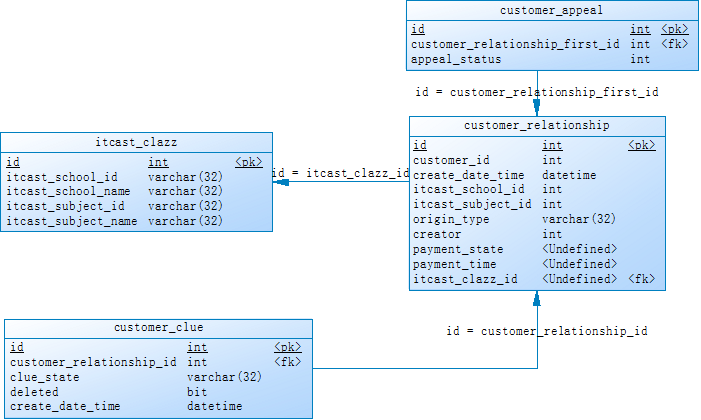 customer_appeal
id int <pk>
customer_relationship_first_id int <fk>
appeal_status int
id = customer_relationship_first_id
customer_relationship
id int <pk>
customer_id int
create_date_time datetime
itcast_school_id int
itcast_subject_id int
origin_type varchar(32)
creator int
payment_state <Undefined>
payment_time <Undefined>
itcast_clazz_id <Undefined> <fk>
itcast_clazz
id int <pk>
itcast_school_id varchar(32)
itcast_school_name varchar(32)
itcast_subject_id varchar(32)
itcast_subject_name varchar(32)
id = itcast_clazz_id
customer_clue
id int <pk>
customer_relationship_id int <fk>
clue_state varchar(32)
deleted bit
create_date_time datetime
id = customer_relationship_id